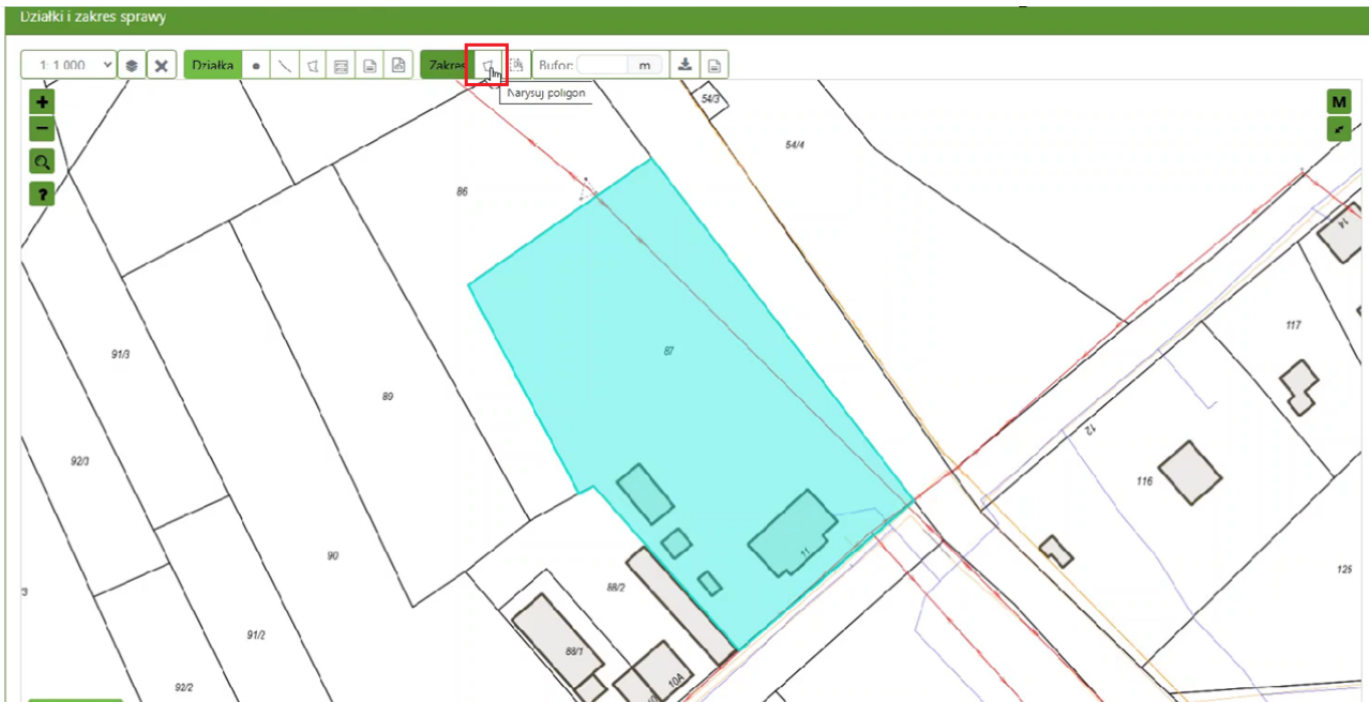 Działki i zakres sprawy
1: 1 000
Działka
Zakres
Bufor:
m
Narysuj poligon
M
+
−
?
54/3
54/4
86
14
117
87
91/3
89
12
92/3
116
11
90
125
88/2
91/2
88/1
10A
92/2